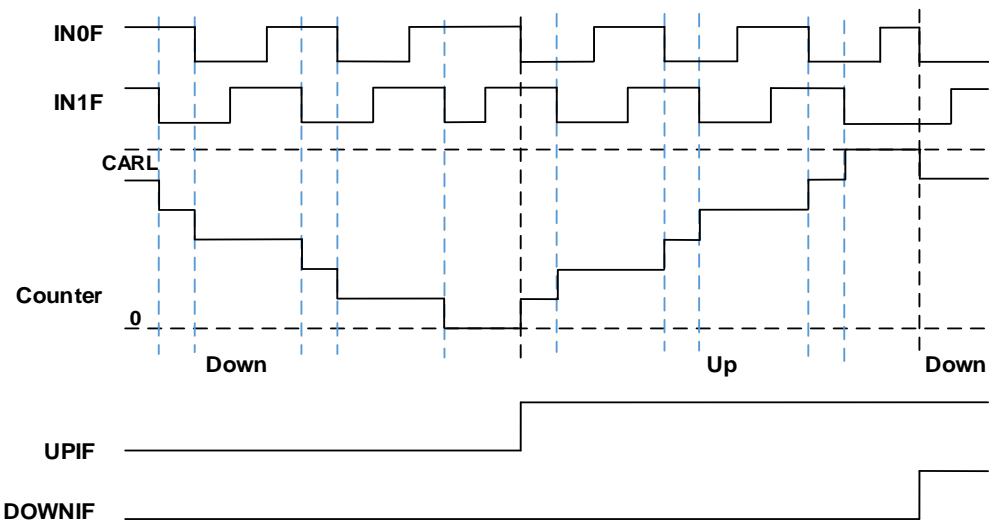 IN0F
IN1F
CARL
Counter
0
Down
Up
Down
UPIF
DOWNIF